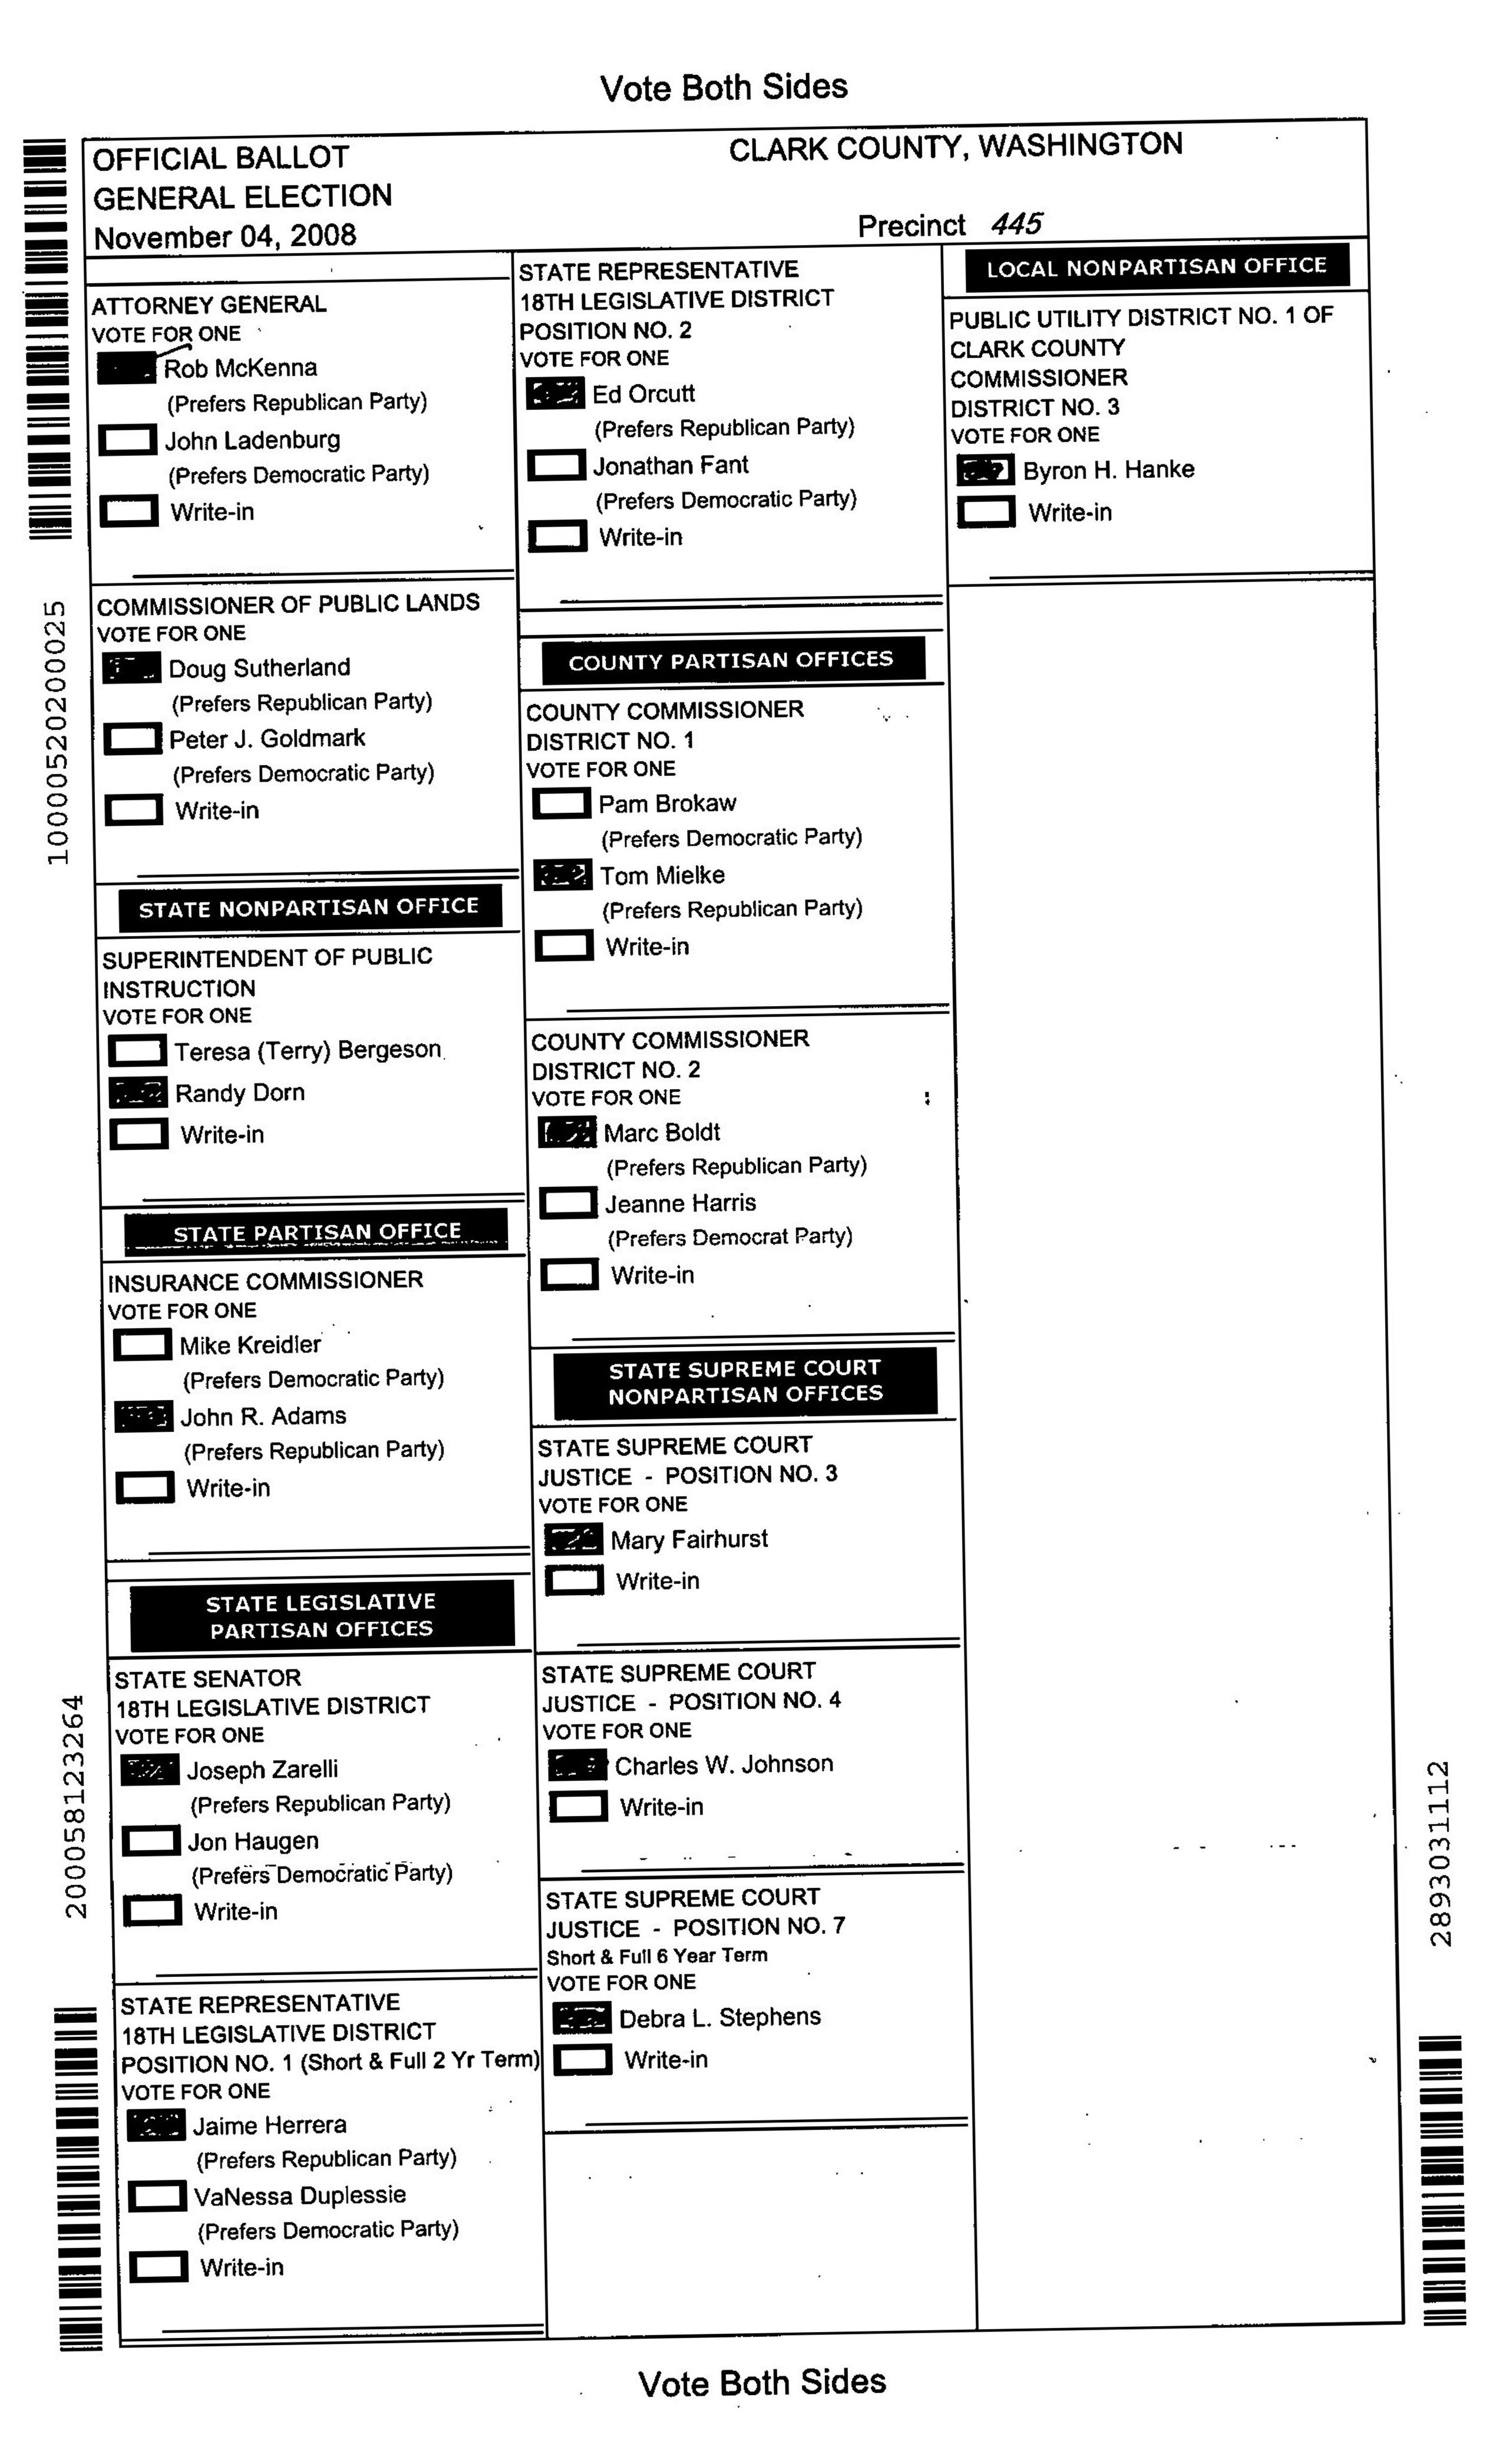 Vote Both Sides
OFFICIAL BALLOT
GENERAL ELECTION
November 04, 2008
CLARK COUNTY, WASHINGTON
Precinct 445
ATTORNEY GENERAL
VOTE FOR ONE
Rob McKenna
(Prefers Republican Party)
John Ladenburg
(Prefers Democratic Party)
Write-in
COMMISSIONER OF PUBLIC LANDS
VOTE FOR ONE
Doug Sutherland
(Prefers Republican Party)
Peter J. Goldmark
(Prefers Democratic Party)
Write-in
STATE NONPARTISAN OFFICE
SUPERINTENDENT OF PUBLIC
INSTRUCTION
VOTE FOR ONE
Teresa (Terry) Bergeson
Randy Dorn
Write-in
STATE PARTISAN OFFICE
INSURANCE COMMISSIONER
VOTE FOR ONE
Mike Kreidler
(Prefers Democratic Party)
John R. Adams
(Prefers Republican Party)
Write-in
STATE LEGISLATIVE
PARTISAN OFFICES
STATE SENATOR
18TH LEGISLATIVE DISTRICT
VOTE FOR ONE
Joseph Zarelli
(Prefers Republican Party)
Jon Haugen
(Prefers Democratic Party)
Write-in
STATE REPRESENTATIVE
18TH LEGISLATIVE DISTRICT
POSITION NO. 1 (Short & Full 2 Yr Term)
VOTE FOR ONE
Jaime Herrera
(Prefers Republican Party)
VaNessa Duplessie
(Prefers Democratic Party)
Write-in
STATE REPRESENTATIVE
18TH LEGISLATIVE DISTRICT
POSITION NO. 2
VOTE FOR ONE
Ed Orcutt
(Prefers Republican Party)
Jonathan Fant
(Prefers Democratic Party)
Write-in
COUNTY PARTISAN OFFICES
COUNTY COMMISSIONER
DISTRICT NO. 1
VOTE FOR ONE
Pam Brokaw
(Prefers Democratic Party)
Tom Mielke
(Prefers Republican Party)
Write-in
COUNTY COMMISSIONER
DISTRICT NO. 2
VOTE FOR ONE
Marc Boldt
(Prefers Republican Party)
Jeanne Harris
(Prefers Democrat Party)
Write-in
STATE SUPREME COURT
NONPARTISAN OFFICES
STATE SUPREME COURT
JUSTICE - POSITION NO. 3
VOTE FOR ONE
Mary Fairhurst
Write-in
STATE SUPREME COURT
JUSTICE - POSITION NO. 4
VOTE FOR ONE
Charles W. Johnson
Write-in
STATE SUPREME COURT
JUSTICE - POSITION NO. 7
Short & Full 6 Year Term
VOTE FOR ONE
Debra L. Stephens
Write-in
LOCAL NONPARTISAN OFFICE
PUBLIC UTILITY DISTRICT NO. 1 OF
CLARK COUNTY
COMMISSIONER
DISTRICT NO. 3
VOTE FOR ONE
Byron H. Hanke
Write-in
10000520200025
200058123264
2893031112
Vote Both Sides